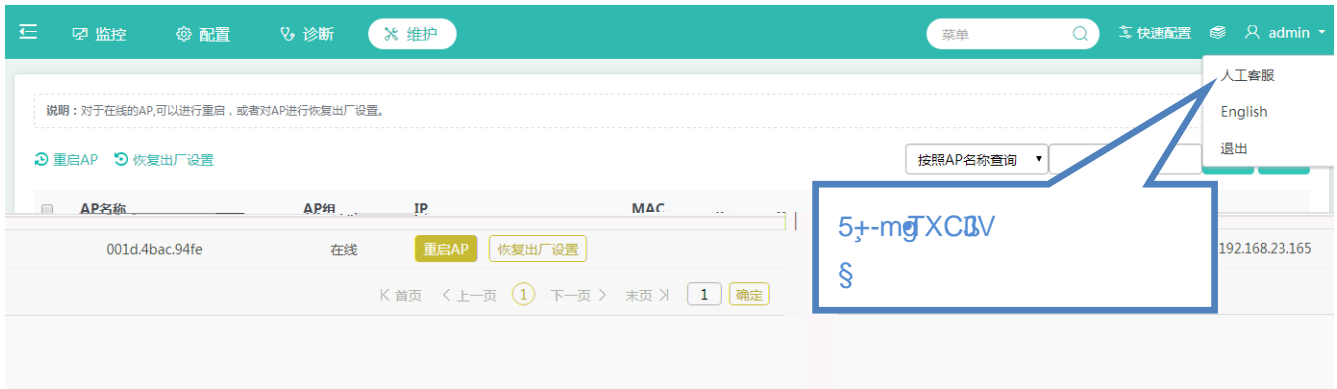 监控 配置 诊断 维护 菜单 快速配置 admin
人工客服
English
退出
说明：对于在线的AP,可以进行重启，或者对AP进行恢复出厂设置。
重启AP 恢复出厂设置 按照AP名称查询
AP名称 AP组 IP MAC
001d.4bac.94fe 在线 重启AP 恢复出厂设置 192.168.23.165
首页 上一页 1 下一页 末页 1 确定
§